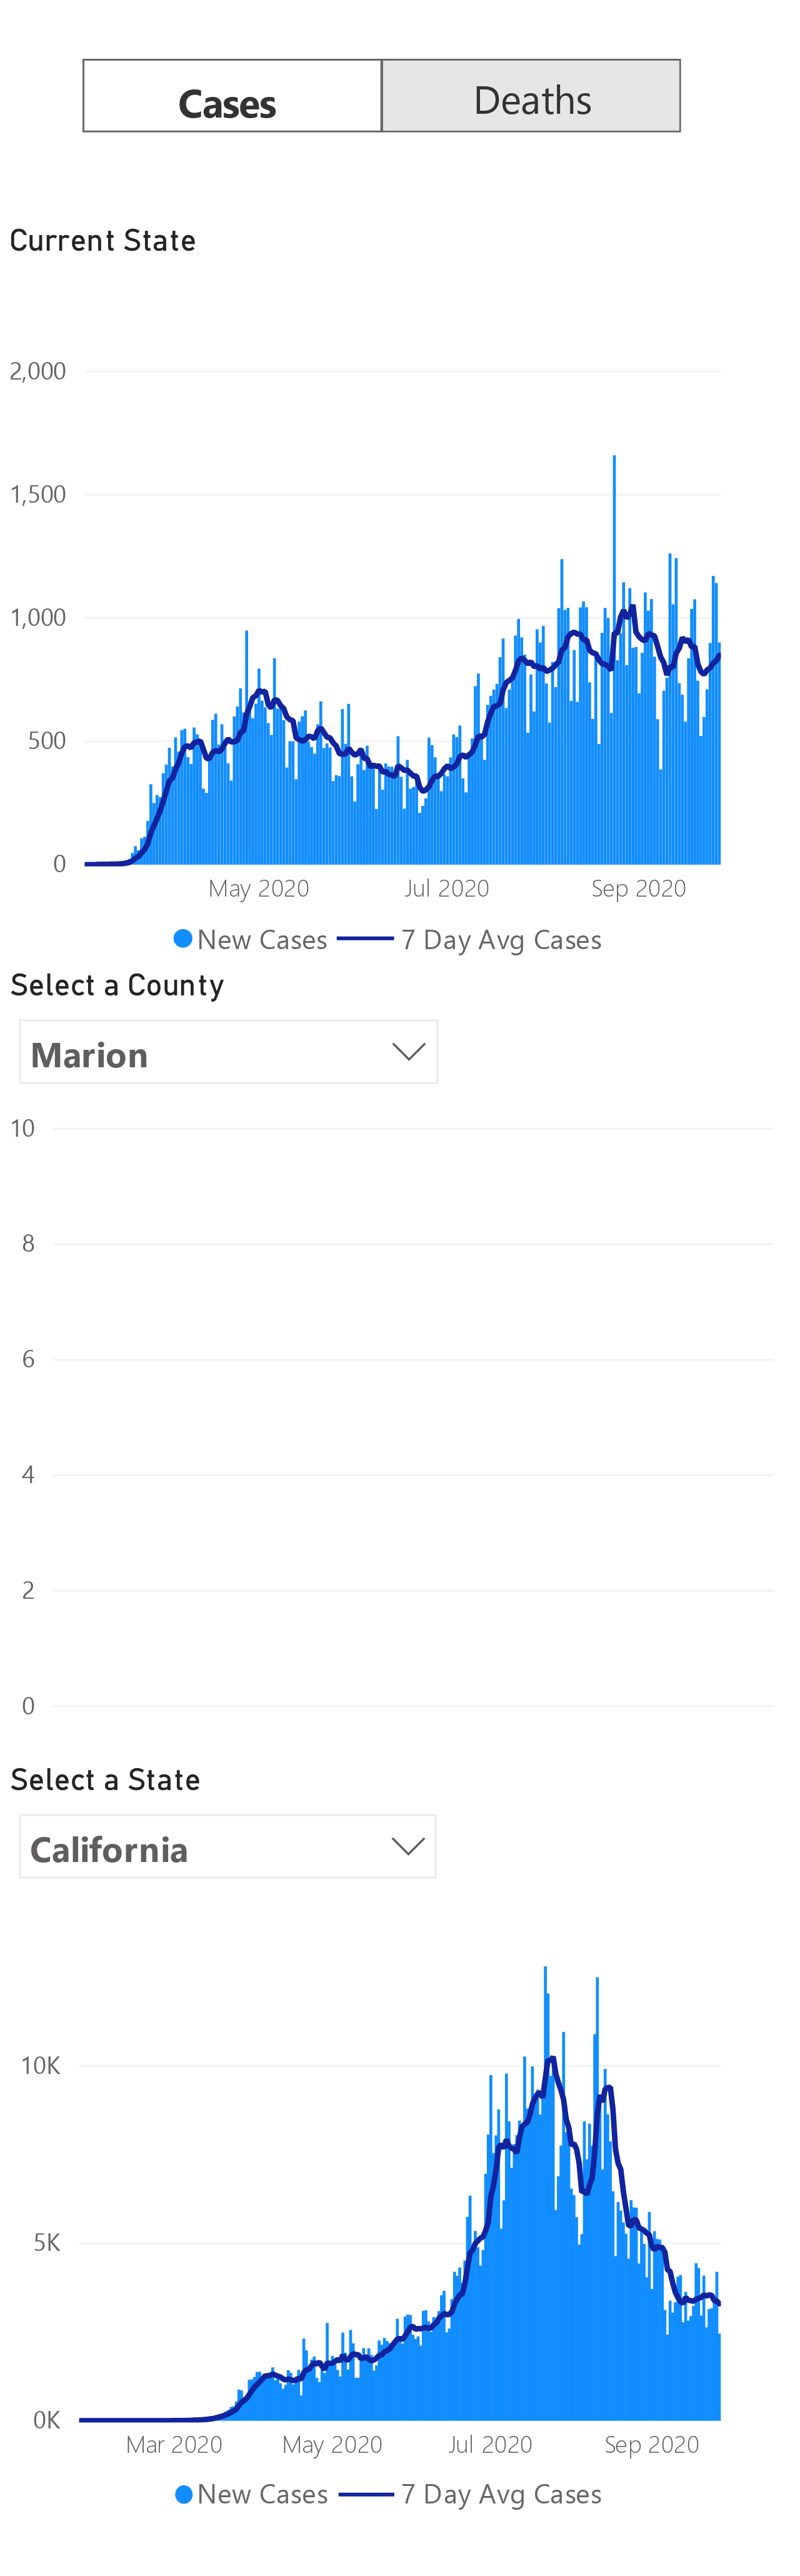 Cases Deaths
Current State
2,000
1,500
1,000
500
0
May 2020 Jul 2020 Sep 2020
New Cases 7 Day Avg Cases
Select a County
Marion
10
8
6
4
2
0
Select a State
California
10K
5K
0K
Mar 2020 May 2020 Jul 2020 Sep 2020
New Cases 7 Day Avg Cases